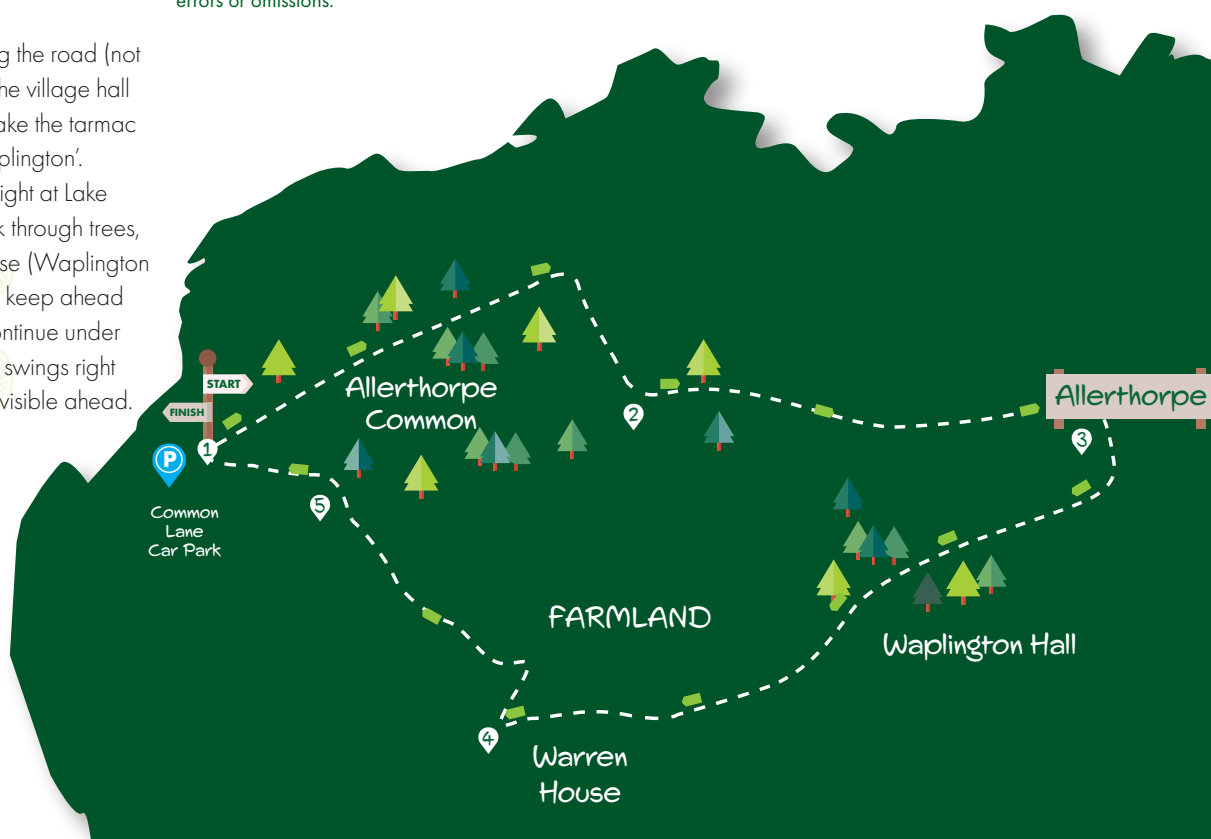 errors or omissions.
g the road (not
he village hall
ake the tarmac
plington’.
ight at Lake
k through trees,
se (Waplington
keep ahead
ontinue under
swings right
visible ahead.
START
FINISH
1
P
Common
Lane
Car Park
Allerthorpe
Common
2
Allerthorpe
3
5
FARMLAND
Waplington Hall
4
Warren
House